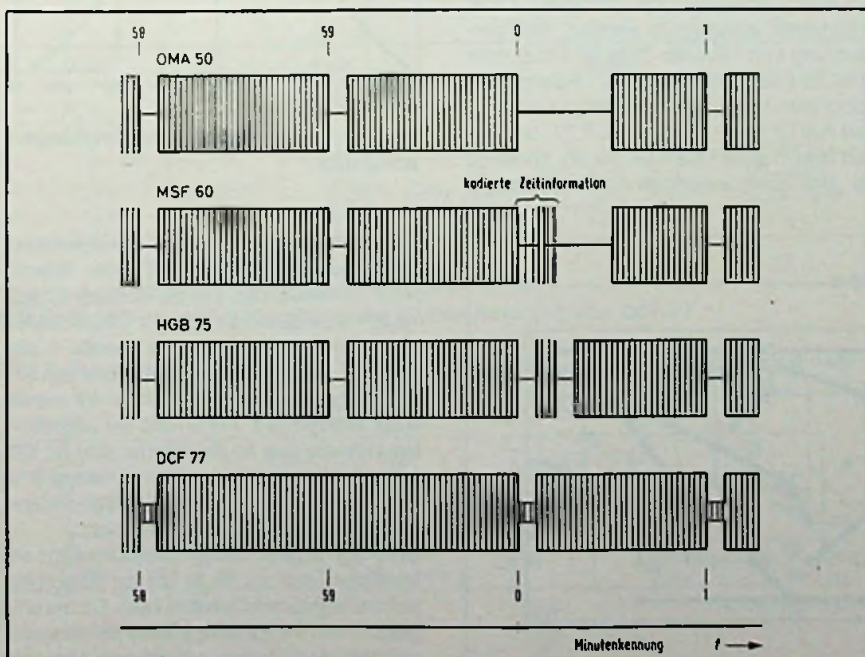 58 59 0 1
OMA 50
kodierte Zeitinformation
MSF 60
HGB 75
DCF 77
58 59 0 1
Minutenkennung t